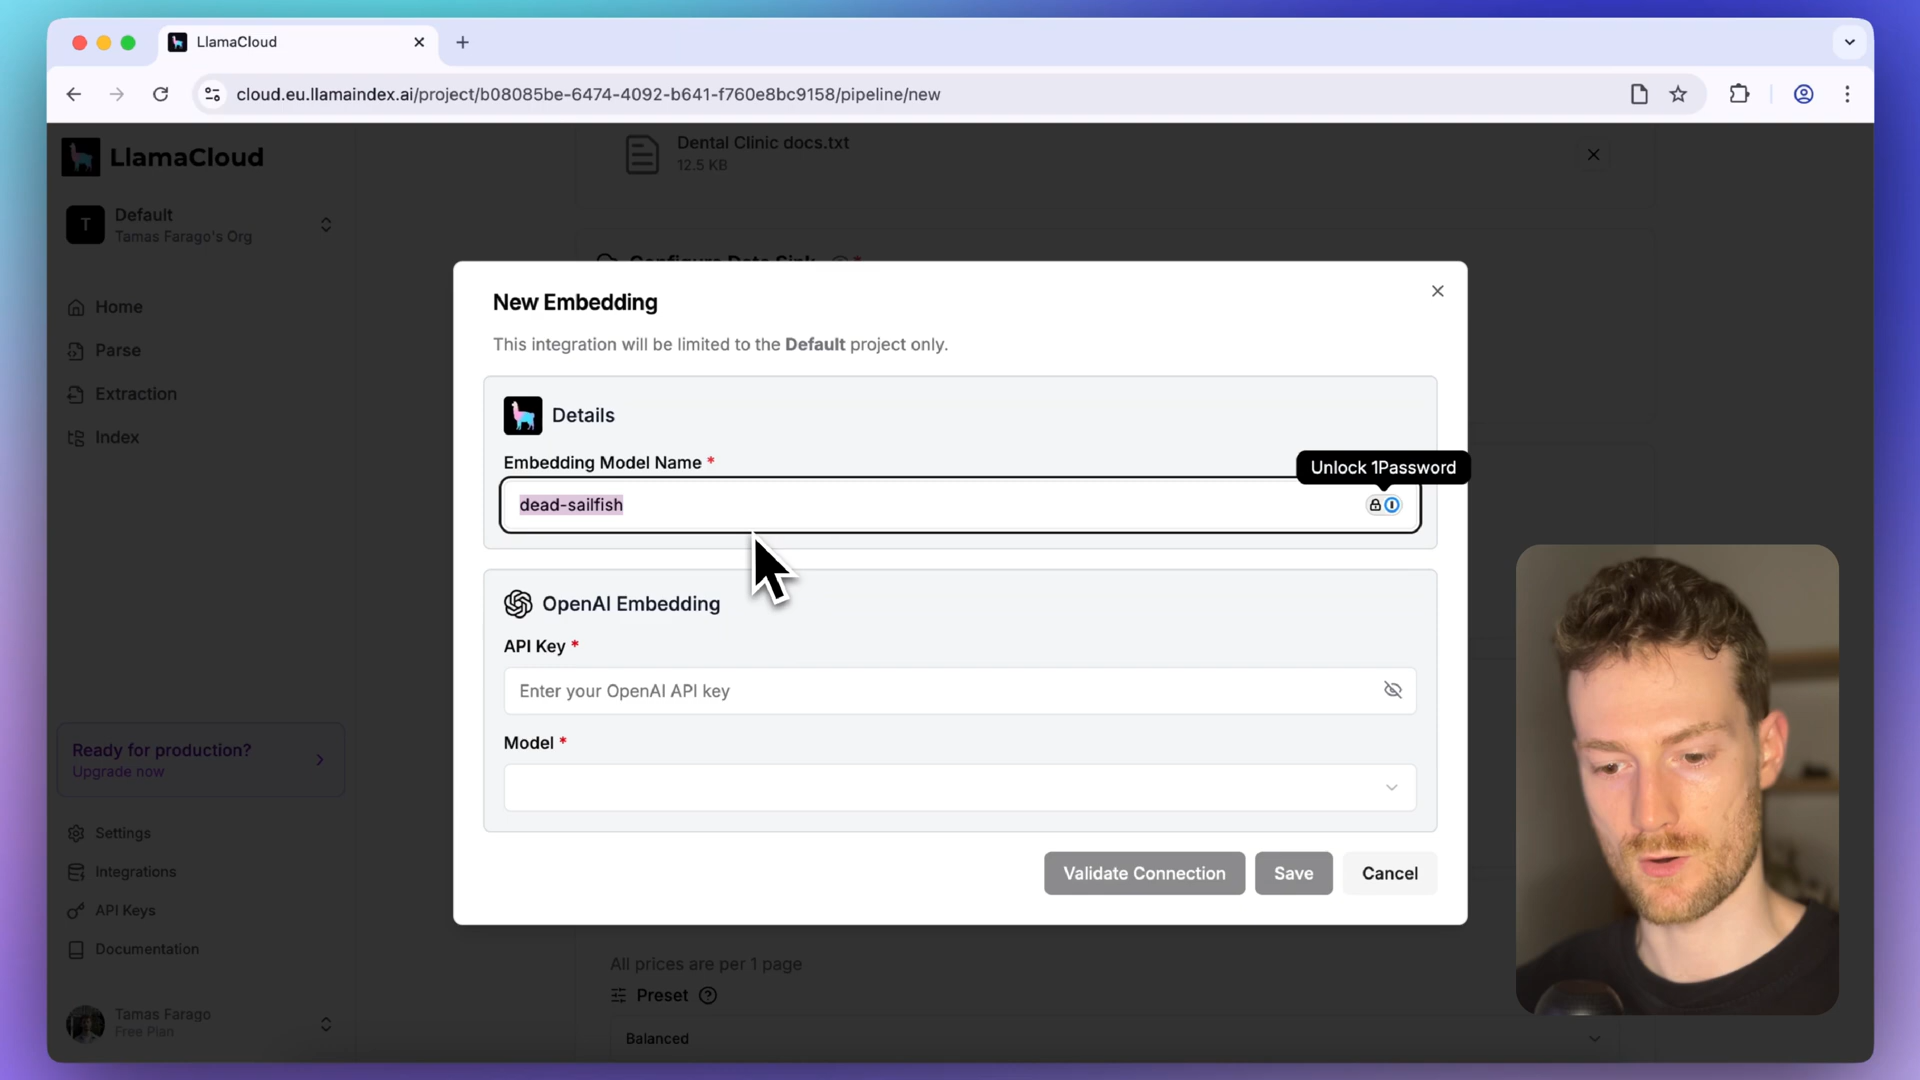 LlamaCloud
cloud.eu.llamaindex.ai/project/b08085be-6474-4092-b641-f760e8bc9158/pipeline/new
LlamaCloud
T
Default
Tamas Farago's Org
Home
Parse
Extraction
Index
Ready for production?
Upgrade now
Settings
Integrations
API Keys
Documentation
Tamas Farago
Free Plan
Dental Clinic docs.txt
12.5 KB
Configure Data Sink
New Embedding
This integration will be limited to the Default project only.
Details
Embedding Model Name *
Unlock 1Password
dead-sailfish
OpenAI Embedding
API Key *
Enter your OpenAI API key
Model *
Validate Connection
Save
Cancel
All prices are per 1 page
Preset
Balanced